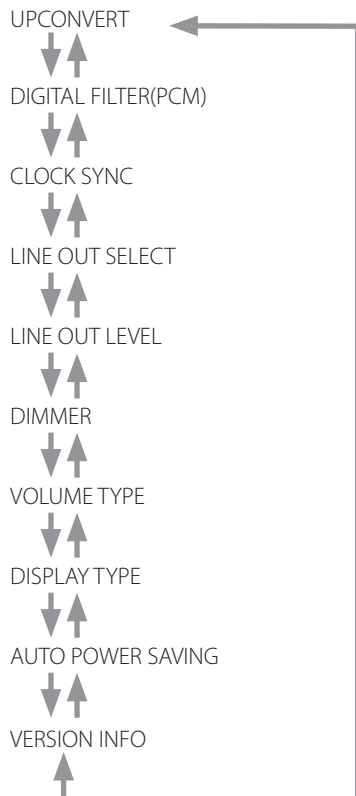 UPCONVERT
DIGITAL FILTER(PCM)
CLOCK SYNC
LINE OUT SELECT
LINE OUT LEVEL
DIMMER
VOLUME TYPE
DISPLAY TYPE
AUTO POWER SAVING
VERSION INFO